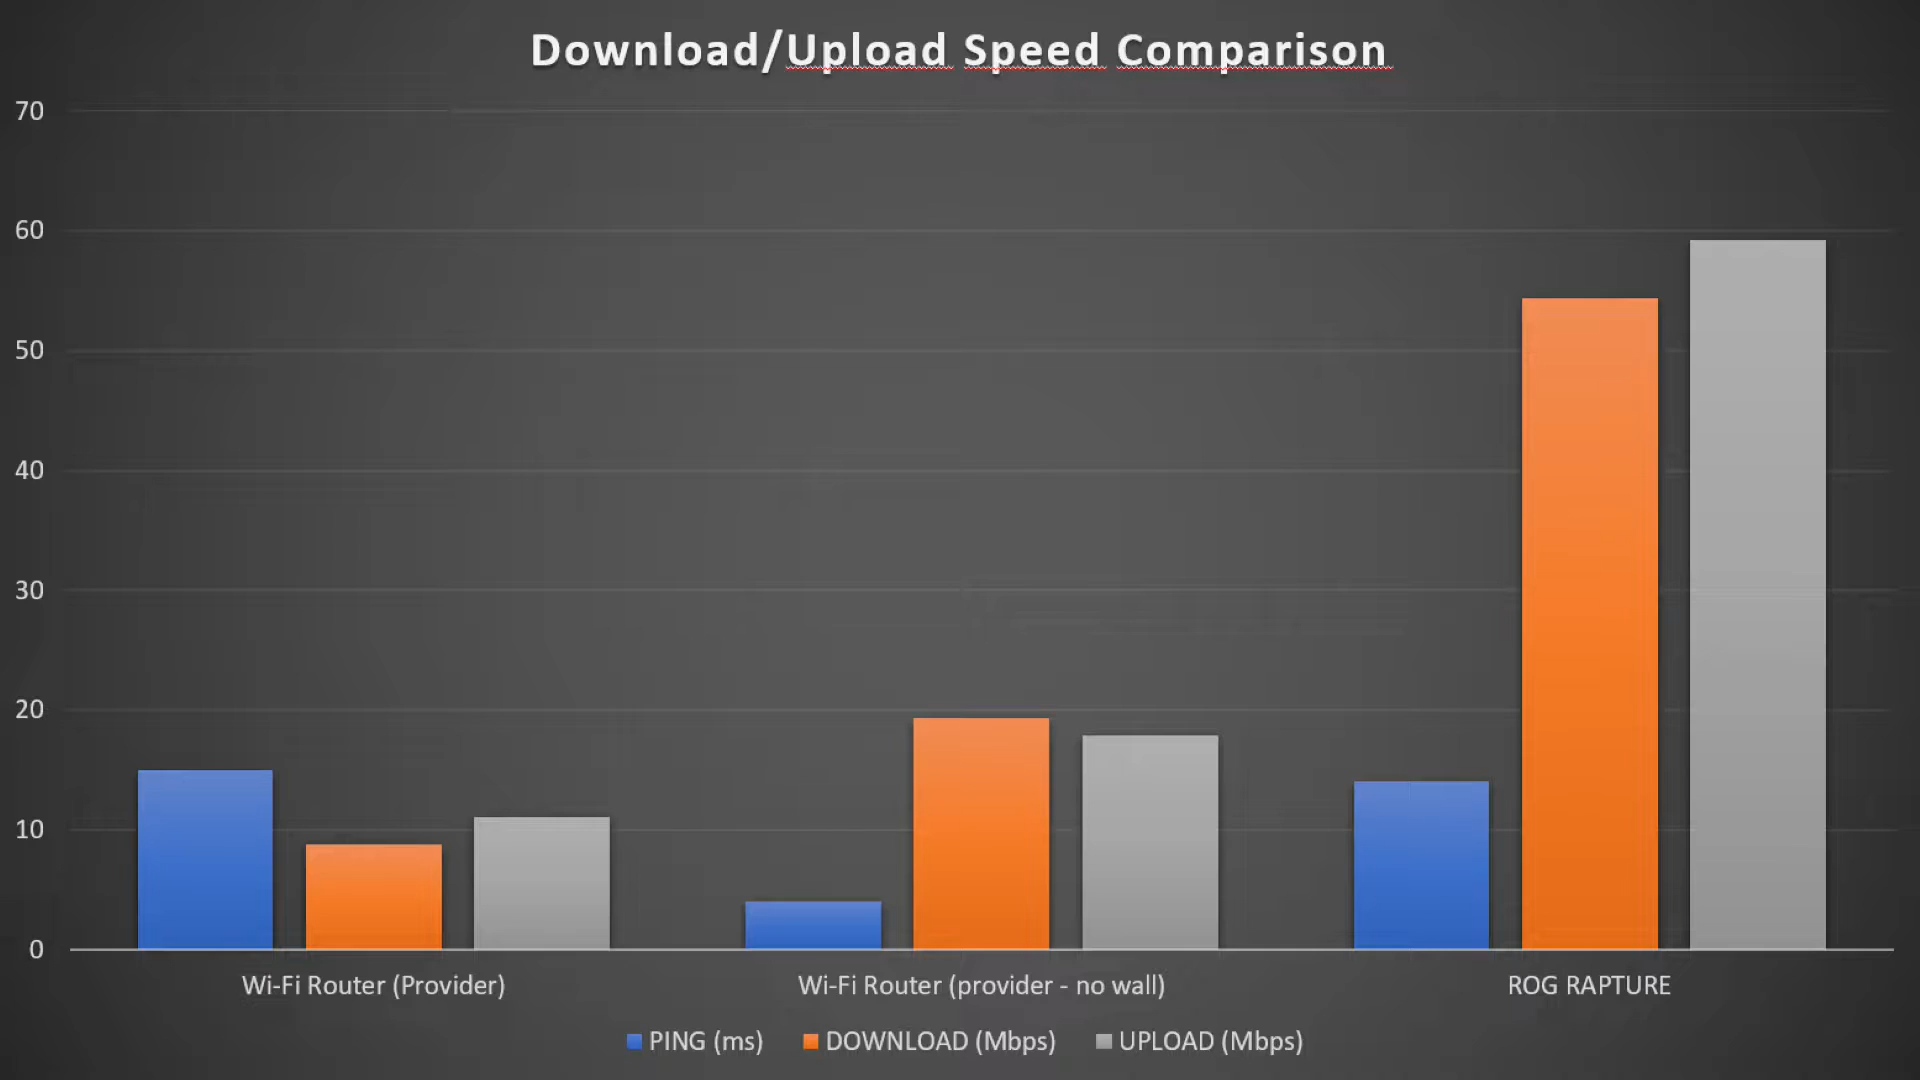 Download/Upload Speed Comparison
70
60
50
40
30
20
10
0
Wi-Fi Router (Provider) Wi-Fi Router (provider - no wall) ROG RAPTURE
PING (ms) DOWNLOAD (Mbps) UPLOAD (Mbps)